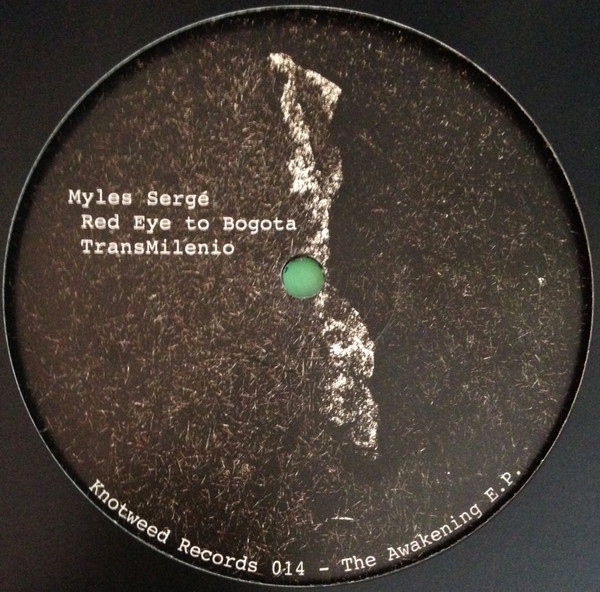 Myles Sergé
Red Eye to Bogota
TransMilenio
Knotweed Records 014 - The Awakening E.P.